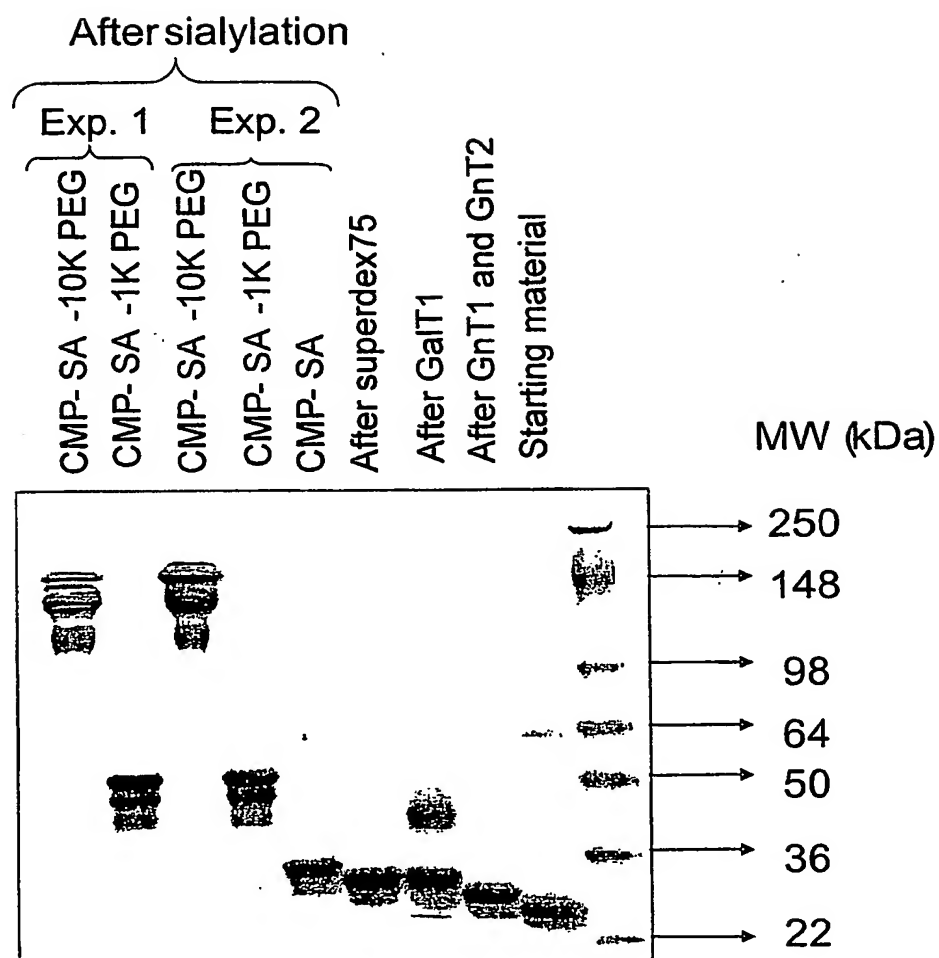 After sialylation
Exp. 1
Exp. 2
CMP- SA -10K PEG
CMP- SA -1K PEG
CMP- SA -10K PEG
CMP- SA -1K PEG
CMP- SA
After superdex75
After GalT1
After GnT1 and GnT2
Starting material
MW (kDa)
250
148
98
64
50
36
22